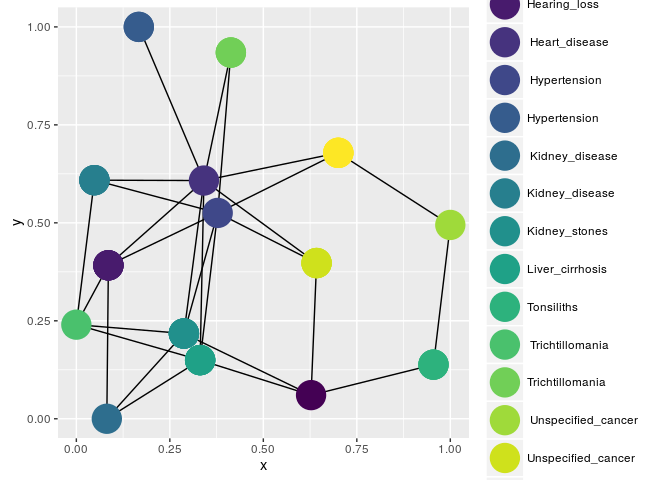 Hearing_loss
Heart_disease
Hypertension
Hypertension
Kidney_disease
Kidney_disease
Kidney_stones
Liver_cirrhosis
Tonsiliths
Trichtillomania
Trichtillomania
Unspecified_cancer
Unspecified_cancer
1.00
0.75
0.50
0.25
0.00
y
0.00 0.25 0.50 0.75 1.00
x